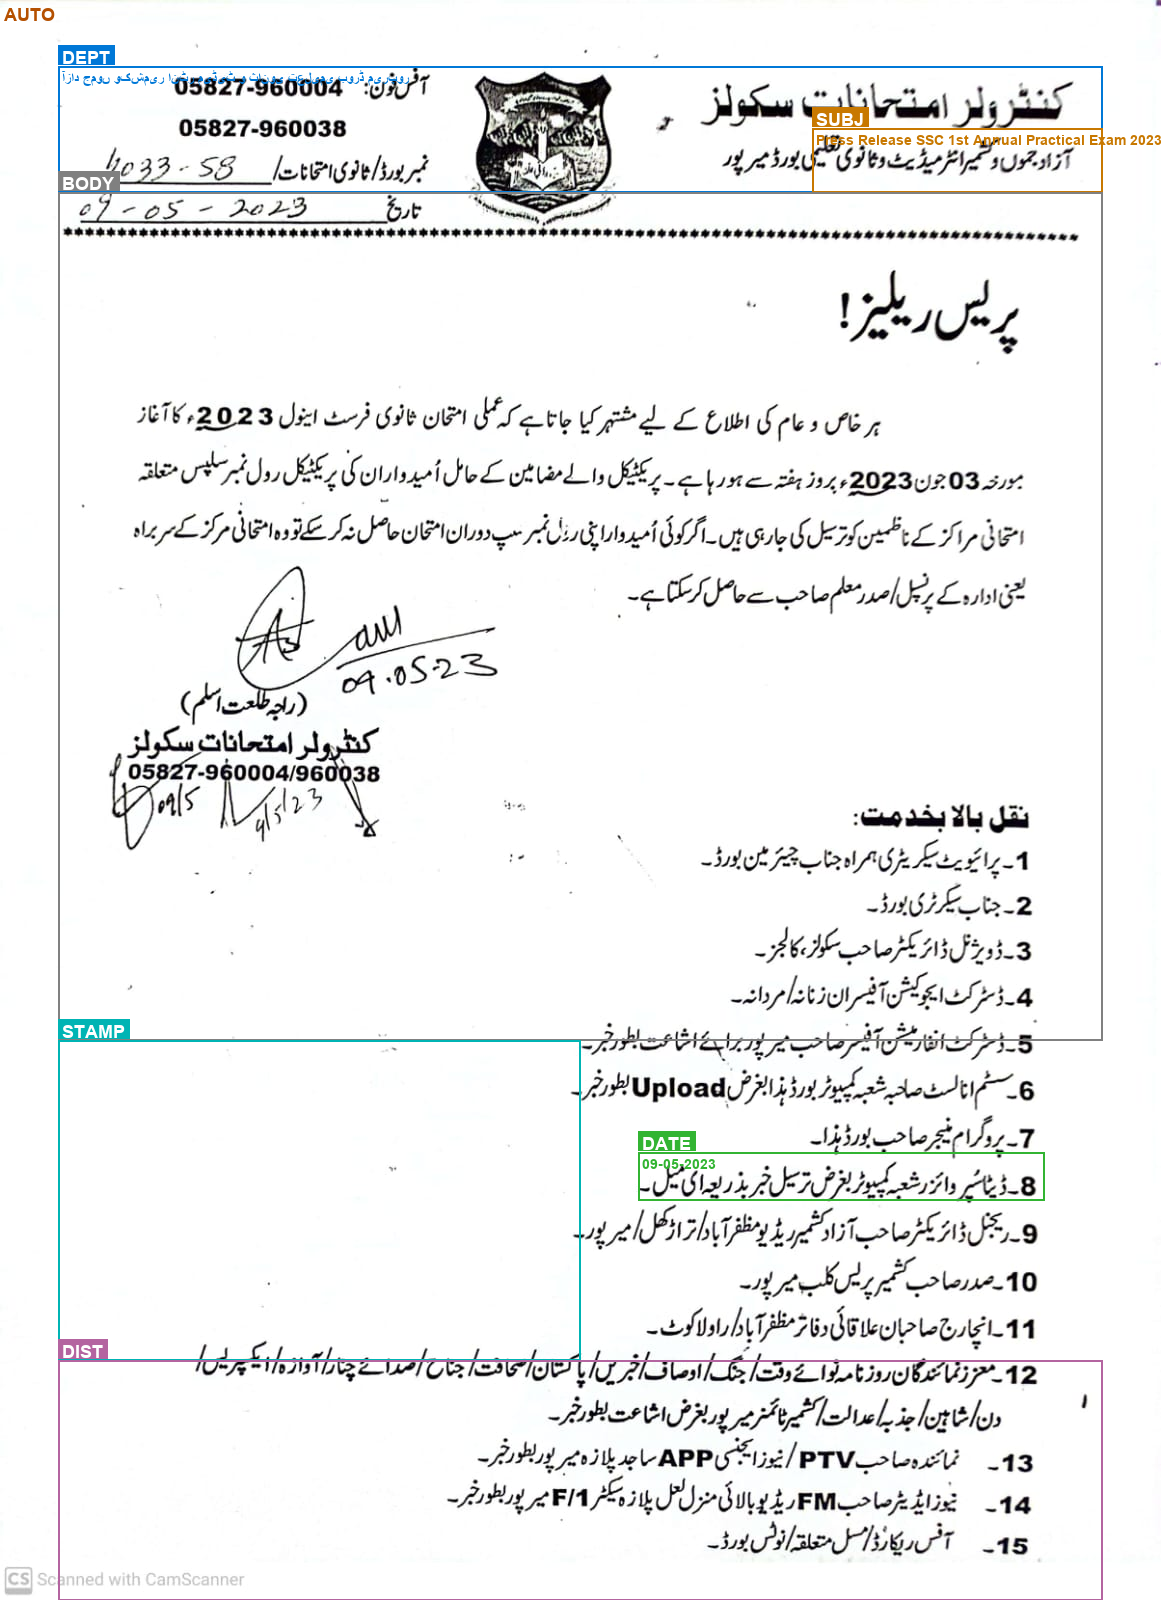 AUTO
DEPT
آزاد جموں و کشمیر انٹرمیڈیٹ و ثانوی تعلیمی بورڈ میرپور
کنٹرولر امتحانات سکولز
آزاد جموں و کشمیر انٹرمیڈیٹ و ثانوی تعلیمی بورڈ میرپور
SUBJ
Press Release SSC 1st Annual Practical Exam 2023
آفس فون: 05827-960004
05827-960038
نمبر بورڈ/ثانوی امتحانات/ 11033-58
BODY
تاریخ 09-05-2023
پریس ریلیز!
ہر خاص و عام کی اطلاع کے لیے مشتہر کیا جاتا ہے کہ عملی امتحان ثانوی فرسٹ اینول 2023ء کا آغاز
مورخہ 03 جون 2023ء بروز ہفتہ سے ہو رہا ہے۔ پریکٹیکل والے مضامین کے حامل اُمیدواران کی پریکٹیکل رول نمبر سلپس متعلقہ
امتحانی مراکز کے ناظمین کو ترسیل کی جا رہی ہیں۔ اگر کوئی اُمیدوار اپنی رول نمبر سلپ دوران امتحان حاصل نہ کر سکے تو وہ امتحانی مرکز کے سربراہ
یعنی ادارہ کے پرنسپل/صدر معلم صاحب سے حاصل کر سکتا ہے۔
09.05.23
(راجہ طلعت اسلم)
کنٹرولر امتحانات سکولز
05827-960004/960038
09/5
9/5/23
نقل بالا بخدمت:
1۔ پرائیویٹ سیکریٹری ہمراہ جناب چیئرمین بورڈ۔
2۔ جناب سیکرٹری بورڈ۔
3۔ ڈویژنل ڈائریکٹر صاحب سکولز، کالجز۔
4۔ ڈسٹرکٹ ایجوکیشن آفیسران زنانہ/مردانہ۔
STAMP
5۔ ڈسٹرکٹ انفارمیشن آفیسر صاحب میرپور برائے اشاعت بطور خبر۔
6۔ سسٹم انالسٹ صاحبہ شعبہ کمپیوٹر بورڈ ہذا بغرض Upload بطور خبر۔
7۔ پروگرام منیجر صاحب بورڈ ہذا۔
DATE
09-05-2023
8۔ ڈیٹا سپروائزر شعبہ کمپیوٹر بغرض ترسیل خبر بذریعہ ای میل۔
9۔ ریجنل ڈائریکٹر صاحب آزاد کشمیر ریڈیو مظفرآباد/تراڑکھل/میرپور۔
10۔ صدر صاحب کشمیر پریس کلب میرپور۔
11۔ انچارج صاحبان علاقائی دفاتر مظفرآباد/راولاکوٹ۔
DIST
12۔ معزز نمائندگان روزنامہ نوائے وقت/جنگ/اوصاف/خبریں/پاکستان/صحافت/جناح/صدائے چنار/آوازہ/ایکسپریس/
دن/شاہین/جذبہ/عدالت/کشمیر ٹائمنر میرپور بغرض اشاعت بطور خبر۔
13۔ نمائندہ صاحب PTV/نیوز ایجنسی APP ساجد پلازہ میرپور بطور خبر۔
14۔ نیوز ایڈیٹر صاحب FM ریڈیو بالائی منزل لعل پلازہ سیکٹر F/1 میرپور بطور خبر۔
15۔ آفس ریکارڈ/مسل متعلقہ/نوٹس بورڈ۔
CS Scanned with CamScanner